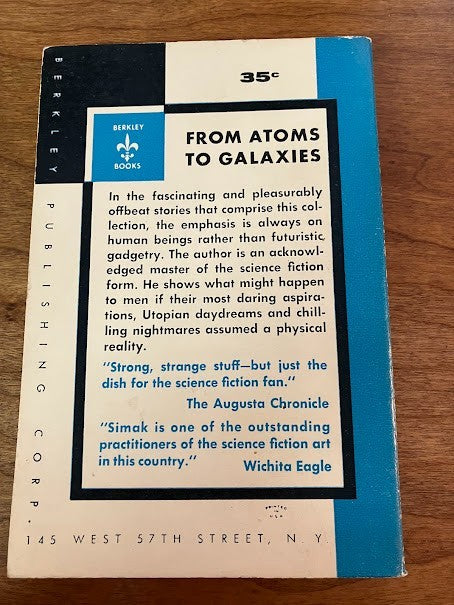 35c
BERKLEY
BOOKS
FROM ATOMS
TO GALAXIES
In the fascinating and pleasurably
offbeat stories that comprise this col-
lection, the emphasis is always on
human beings rather than futuristic
gadgetry. The author is an acknowl-
edged master of the science fiction
form. He shows what might happen
to men if their most daring aspira-
tions, Utopian daydreams and chill-
ling nightmares assumed a physical
reality.
"Strong, strange stuff—but just the
dish for the science fiction fan."
The Augusta Chronicle
"Simak is one of the outstanding
practitioners of the science fiction art
in this country."
Wichita Eagle
PRINTED
IN
U.S.A.
BERKLEY PUBLISHING CORP.
145 WEST 57TH STREET, N. Y.